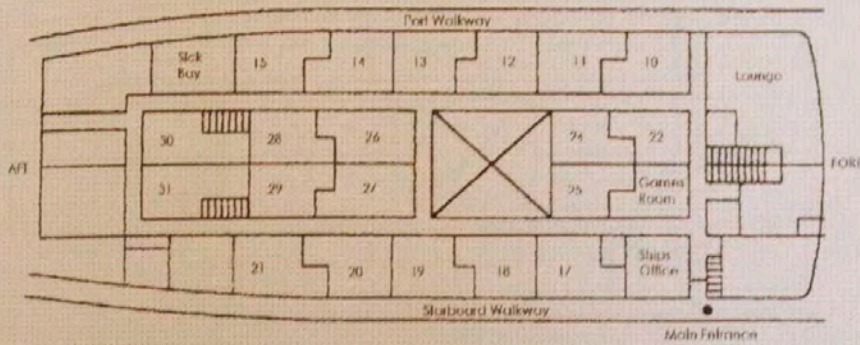 Port Walkway
Sick
Bay
15
14
13
12
11
10
Lounge
30
28
26
24
22
AFT
FORE
31
29
27
25
Games
Room
21
20
19
18
17
Ships
Office
Starboard Walkway
Main Entrance